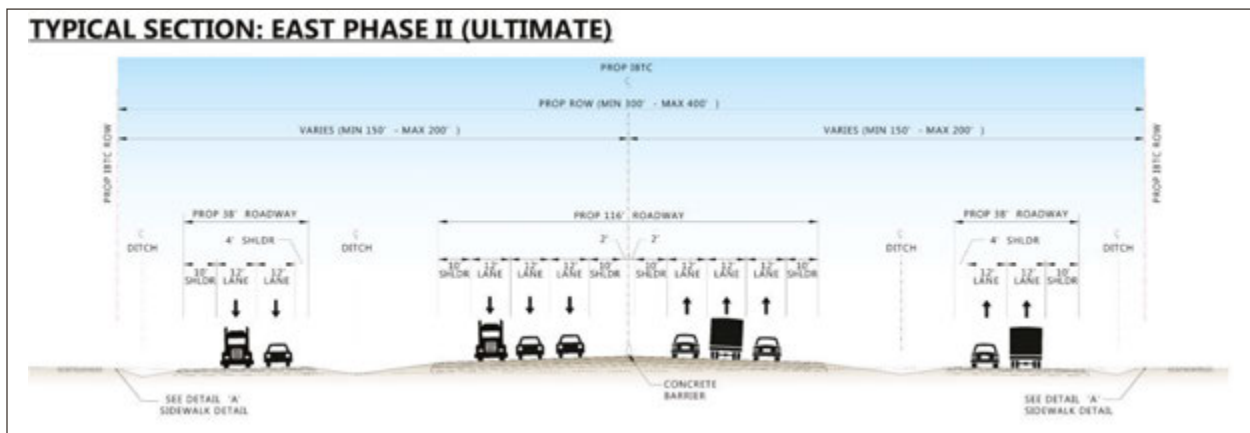 TYPICAL SECTION: EAST PHASE II (ULTIMATE)
PROP IBTC
℄
PROP ROW (MIN 300' - MAX 400' )
VARIES (MIN 150' - MAX 200' )
VARIES (MIN 150' - MAX 200' )
PROP IBTC ROW
PROP IBTC ROW
PROP 38' ROADWAY
PROP 116' ROADWAY
PROP 38' ROADWAY
℄
DITCH
4' SHLDR
℄
DITCH
2'
2'
℄
DITCH
4' SHLDR
℄
DITCH
10'
SHLDR
12'
LANE
12'
LANE
10'
SHLDR
12'
LANE
12'
LANE
12'
LANE
10'
SHLDR
10'
SHLDR
12'
LANE
12'
LANE
12'
LANE
10'
SHLDR
12'
LANE
12'
LANE
10'
SHLDR
SEE DETAIL 'A'
SIDEWALK DETAIL
CONCRETE
BARRIER
SEE DETAIL 'A'
SIDEWALK DETAIL